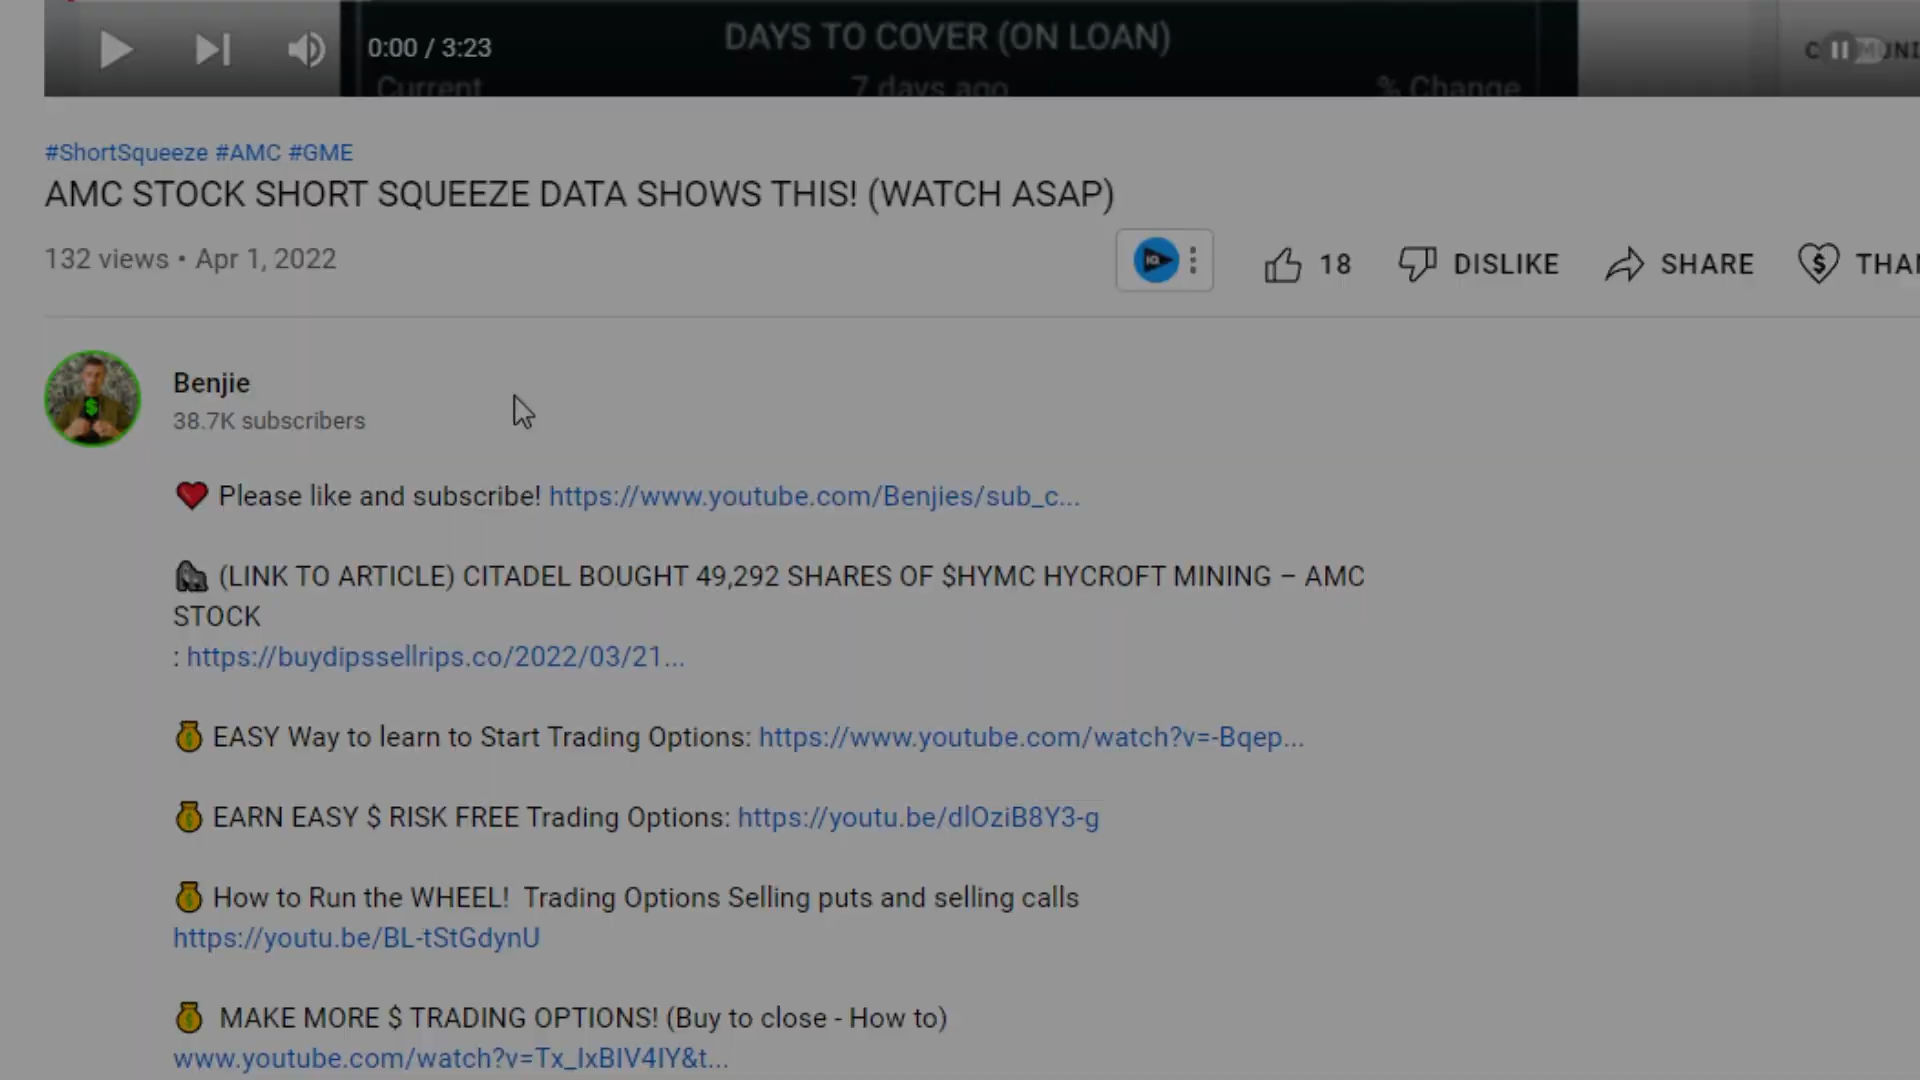 0:00 / 3:23
DAYS TO COVER (ON LOAN)
Current 7 days ago % Change
#ShortSqueeze #AMC #GME
AMC STOCK SHORT SQUEEZE DATA SHOWS THIS! (WATCH ASAP)
132 views • Apr 1, 2022
18 DISLIKE SHARE THAN
Benjie
38.7K subscribers
❤️ Please like and subscribe! https://www.youtube.com/Benjies/sub_c...
🦍 (LINK TO ARTICLE) CITADEL BOUGHT 49,292 SHARES OF $HYMC HYCROFT MINING – AMC
STOCK
: https://buydipssellrips.co/2022/03/21...
💰 EASY Way to learn to Start Trading Options: https://www.youtube.com/watch?v=-Bqep...
💰 EARN EASY $ RISK FREE Trading Options: https://youtu.be/dlOziB8Y3-g
💰 How to Run the WHEEL!  Trading Options Selling puts and selling calls
https://youtu.be/BL-tStGdynU
💰 MAKE MORE $ TRADING OPTIONS! (Buy to close - How to)
www.youtube.com/watch?v=Tx_IxBIV4IY&t...